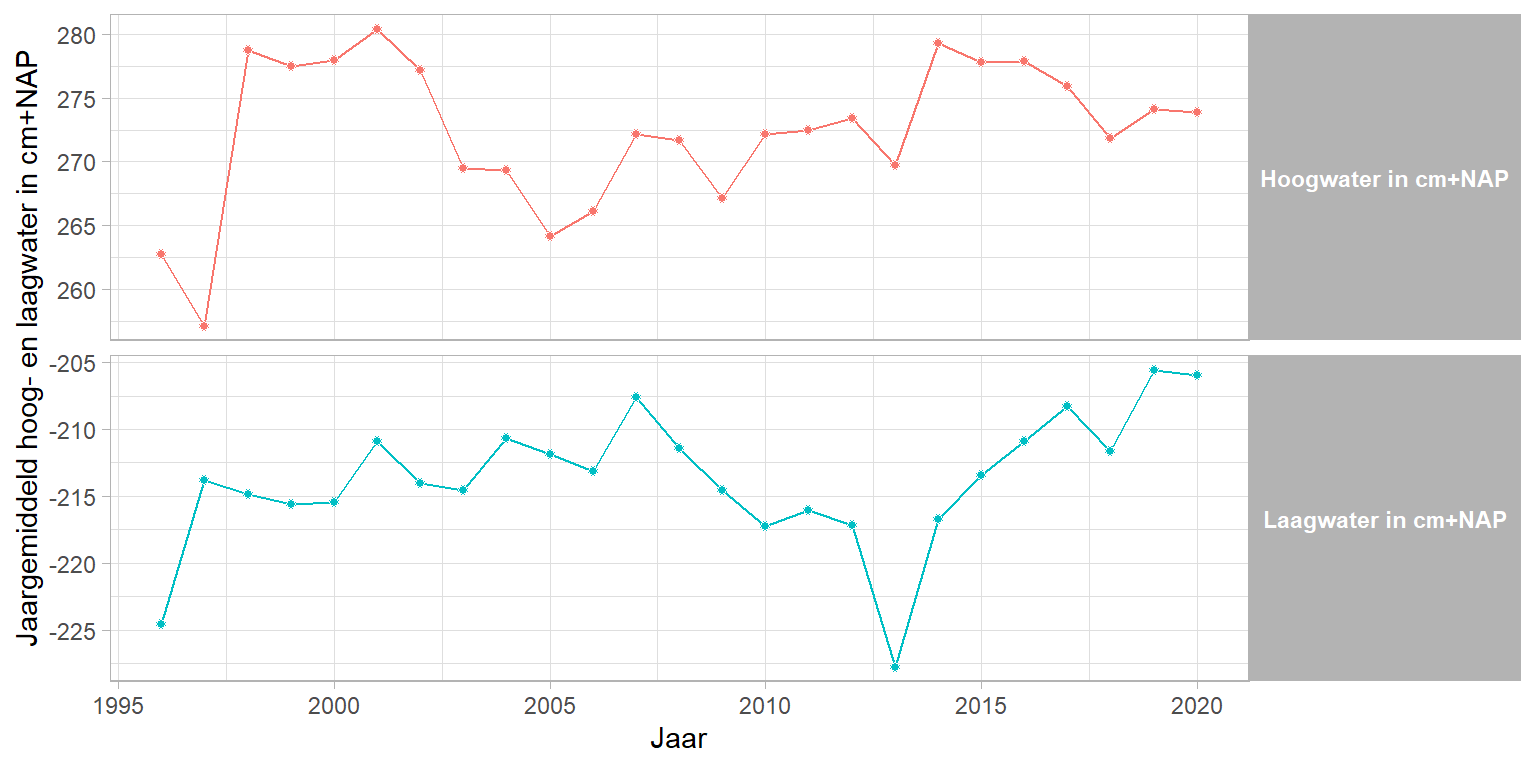 Jaargemiddeld hoog- en laagwater in cm+NAP
280
275
270
265
260
Hoogwater in cm+NAP
-205
-210
-215
-220
-225
Laagwater in cm+NAP
1995 2000 2005 2010 2015 2020
Jaar